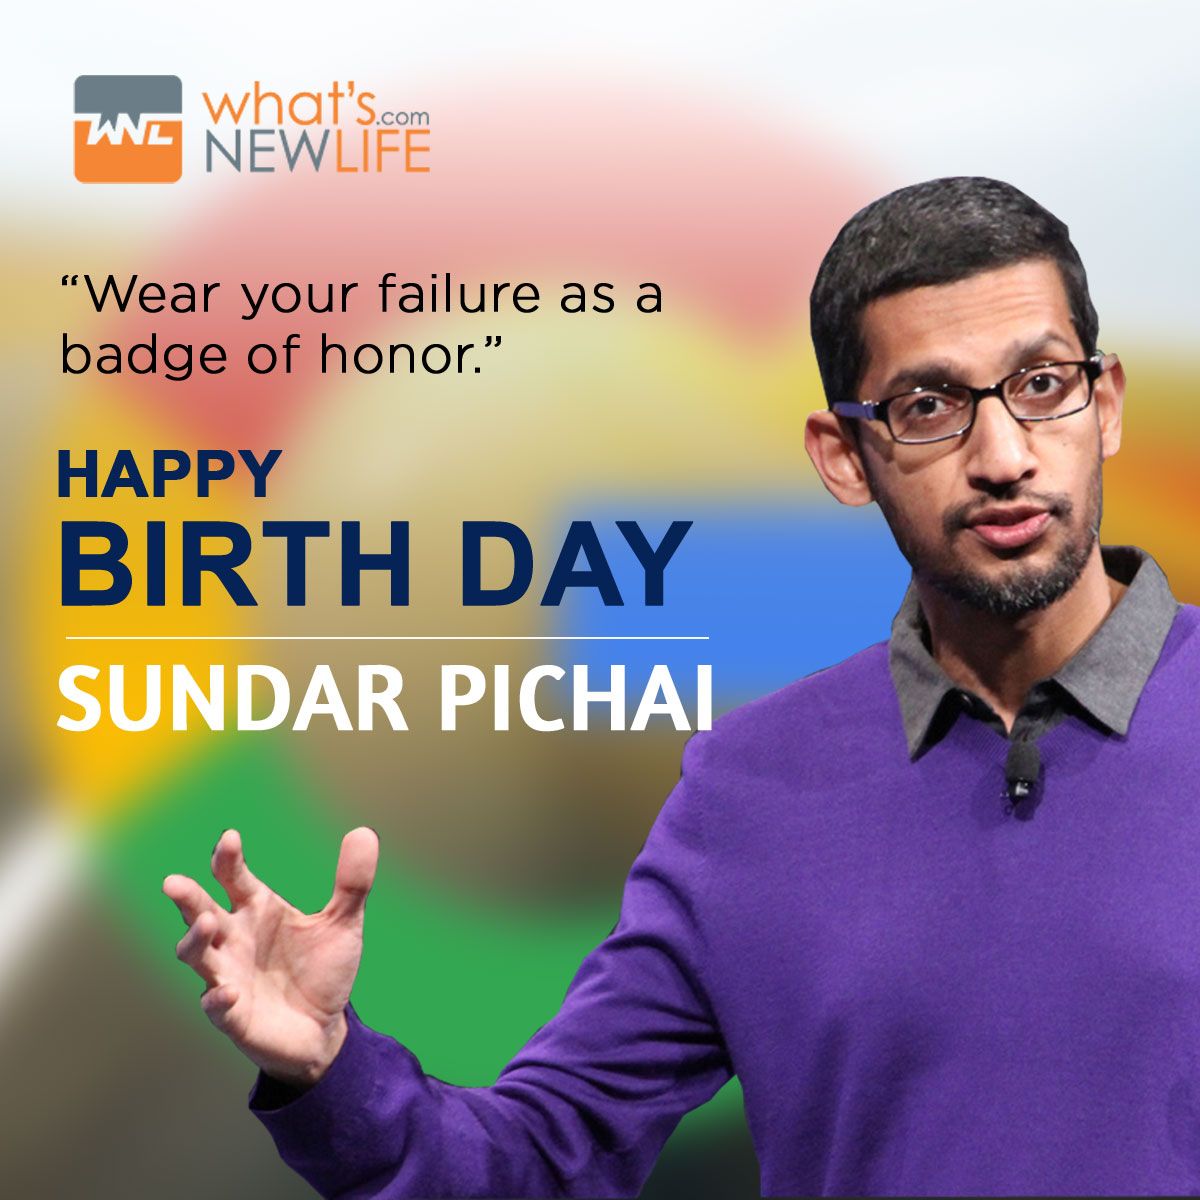 WNL
what's.com
NEWLIFE
“Wear your failure as a
badge of honor.”
HAPPY
BIRTH DAY
SUNDAR PICHAI